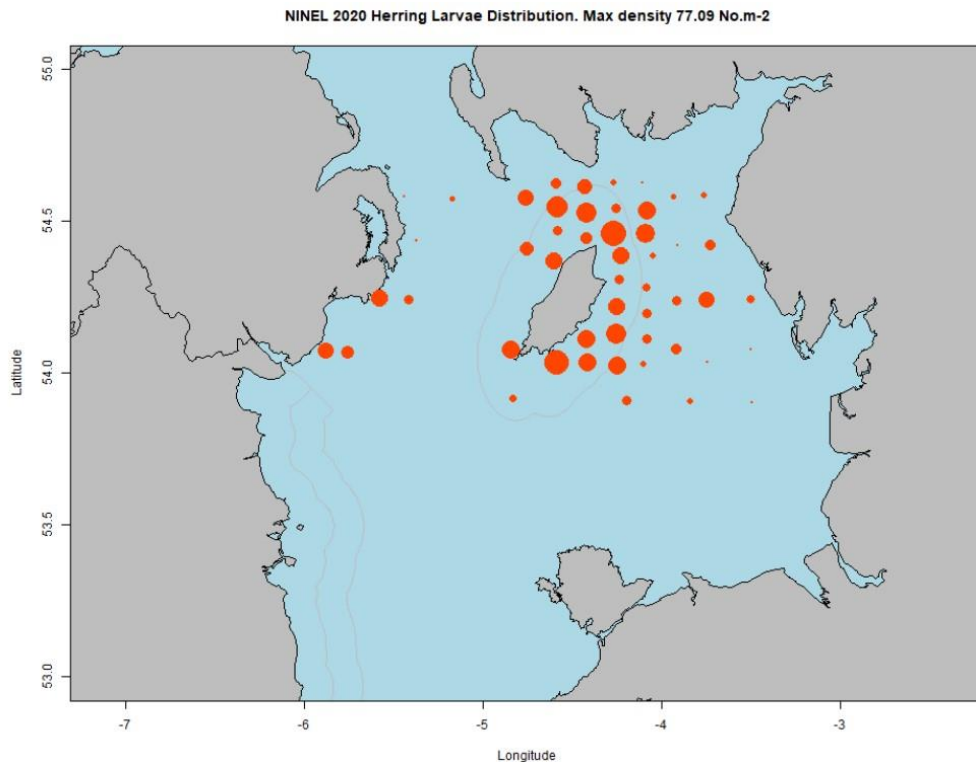 NINEL 2020 Herring Larvae Distribution. Max density 77.09 No.m-2
55.0
54.5
54.0
53.5
53.0
Latitude
-7 -6 -5 -4 -3
Longitude